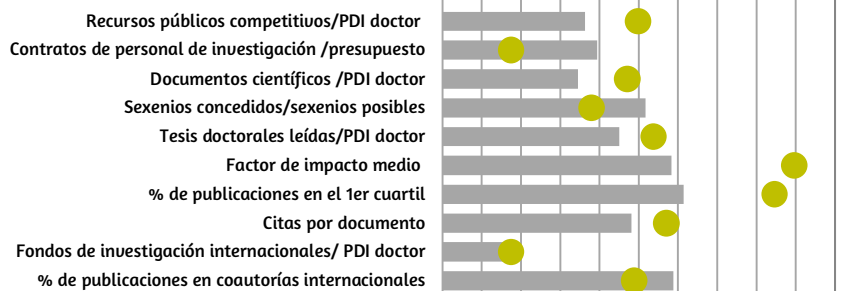 Recursos públicos competitivos/PDI doctor
Contratos de personal de investigación /presupuesto
Documentos científicos /PDI doctor
Sexenios concedidos/sexenios posibles
Tesis doctorales leídas/PDI doctor
Factor de impacto medio
% de publicaciones en el 1er cuartil
Citas por documento
Fondos de investigación internacionales/ PDI doctor
% de publicaciones en coautorías internacionales